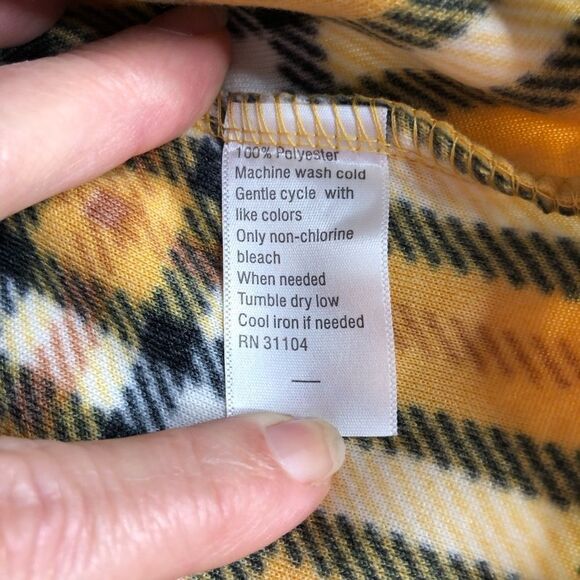 100% Polyester
Machine wash cold
Gentle cycle with
like colors
Only non-chlorine
bleach
When needed
Tumble dry low
Cool iron if needed
RN 31104